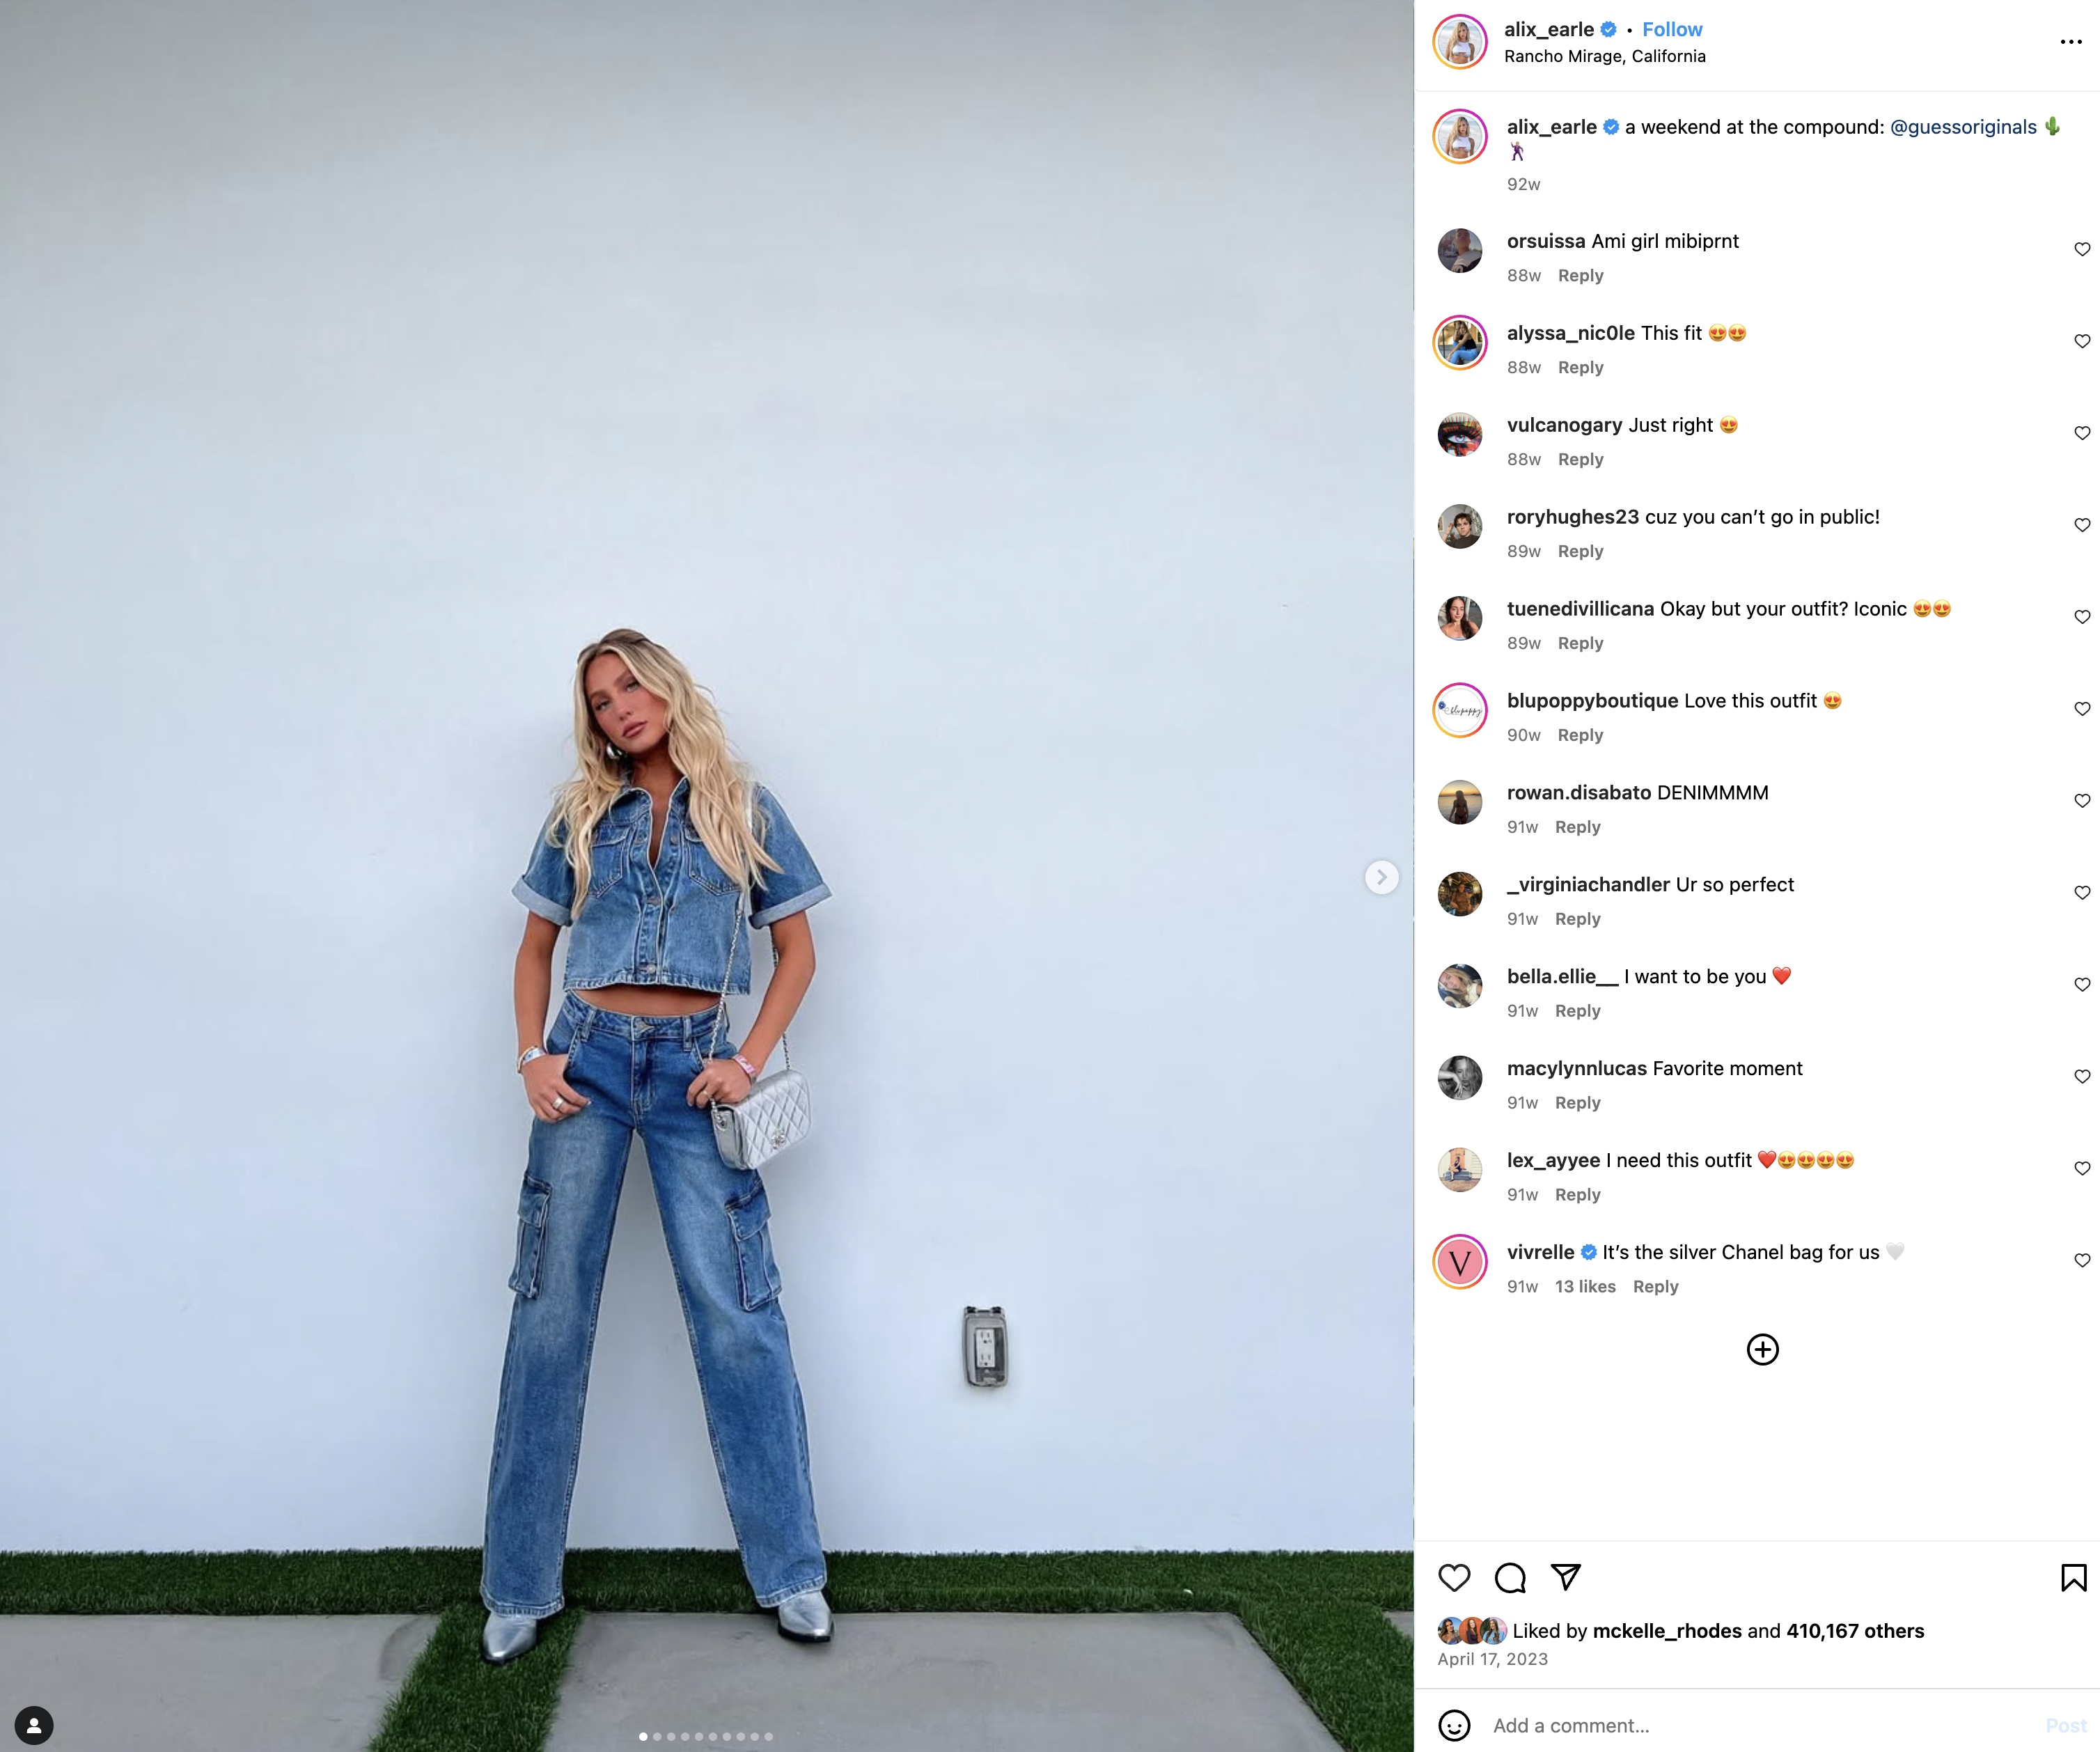 alix_earle • Follow
Rancho Mirage, California
alix_earle a weekend at the compound: @guessoriginals 🌵
🕺
92w
orsuissa Ami girl mibiprnt
88w Reply
alyssa_nic0le This fit 😍😍
88w Reply
vulcanogary Just right 😍
88w Reply
roryhughes23 cuz you can’t go in public!
89w Reply
tuenedivillicana Okay but your outfit? Iconic 😍😍
89w Reply
blupoppyboutique Love this outfit 😍
90w Reply
rowan.disabato DENIMMMM
91w Reply
_virginiachandler Ur so perfect
91w Reply
bella.ellie__ I want to be you ❤️
91w Reply
macylynnlucas Favorite moment
91w Reply
lex_ayyee I need this outfit ❤️😍😍😍😍
91w Reply
V
vivrelle It’s the silver Chanel bag for us 🤍
91w 13 likes Reply
Liked by mckelle_rhodes and 410,167 others
April 17, 2023
Add a comment...
Post